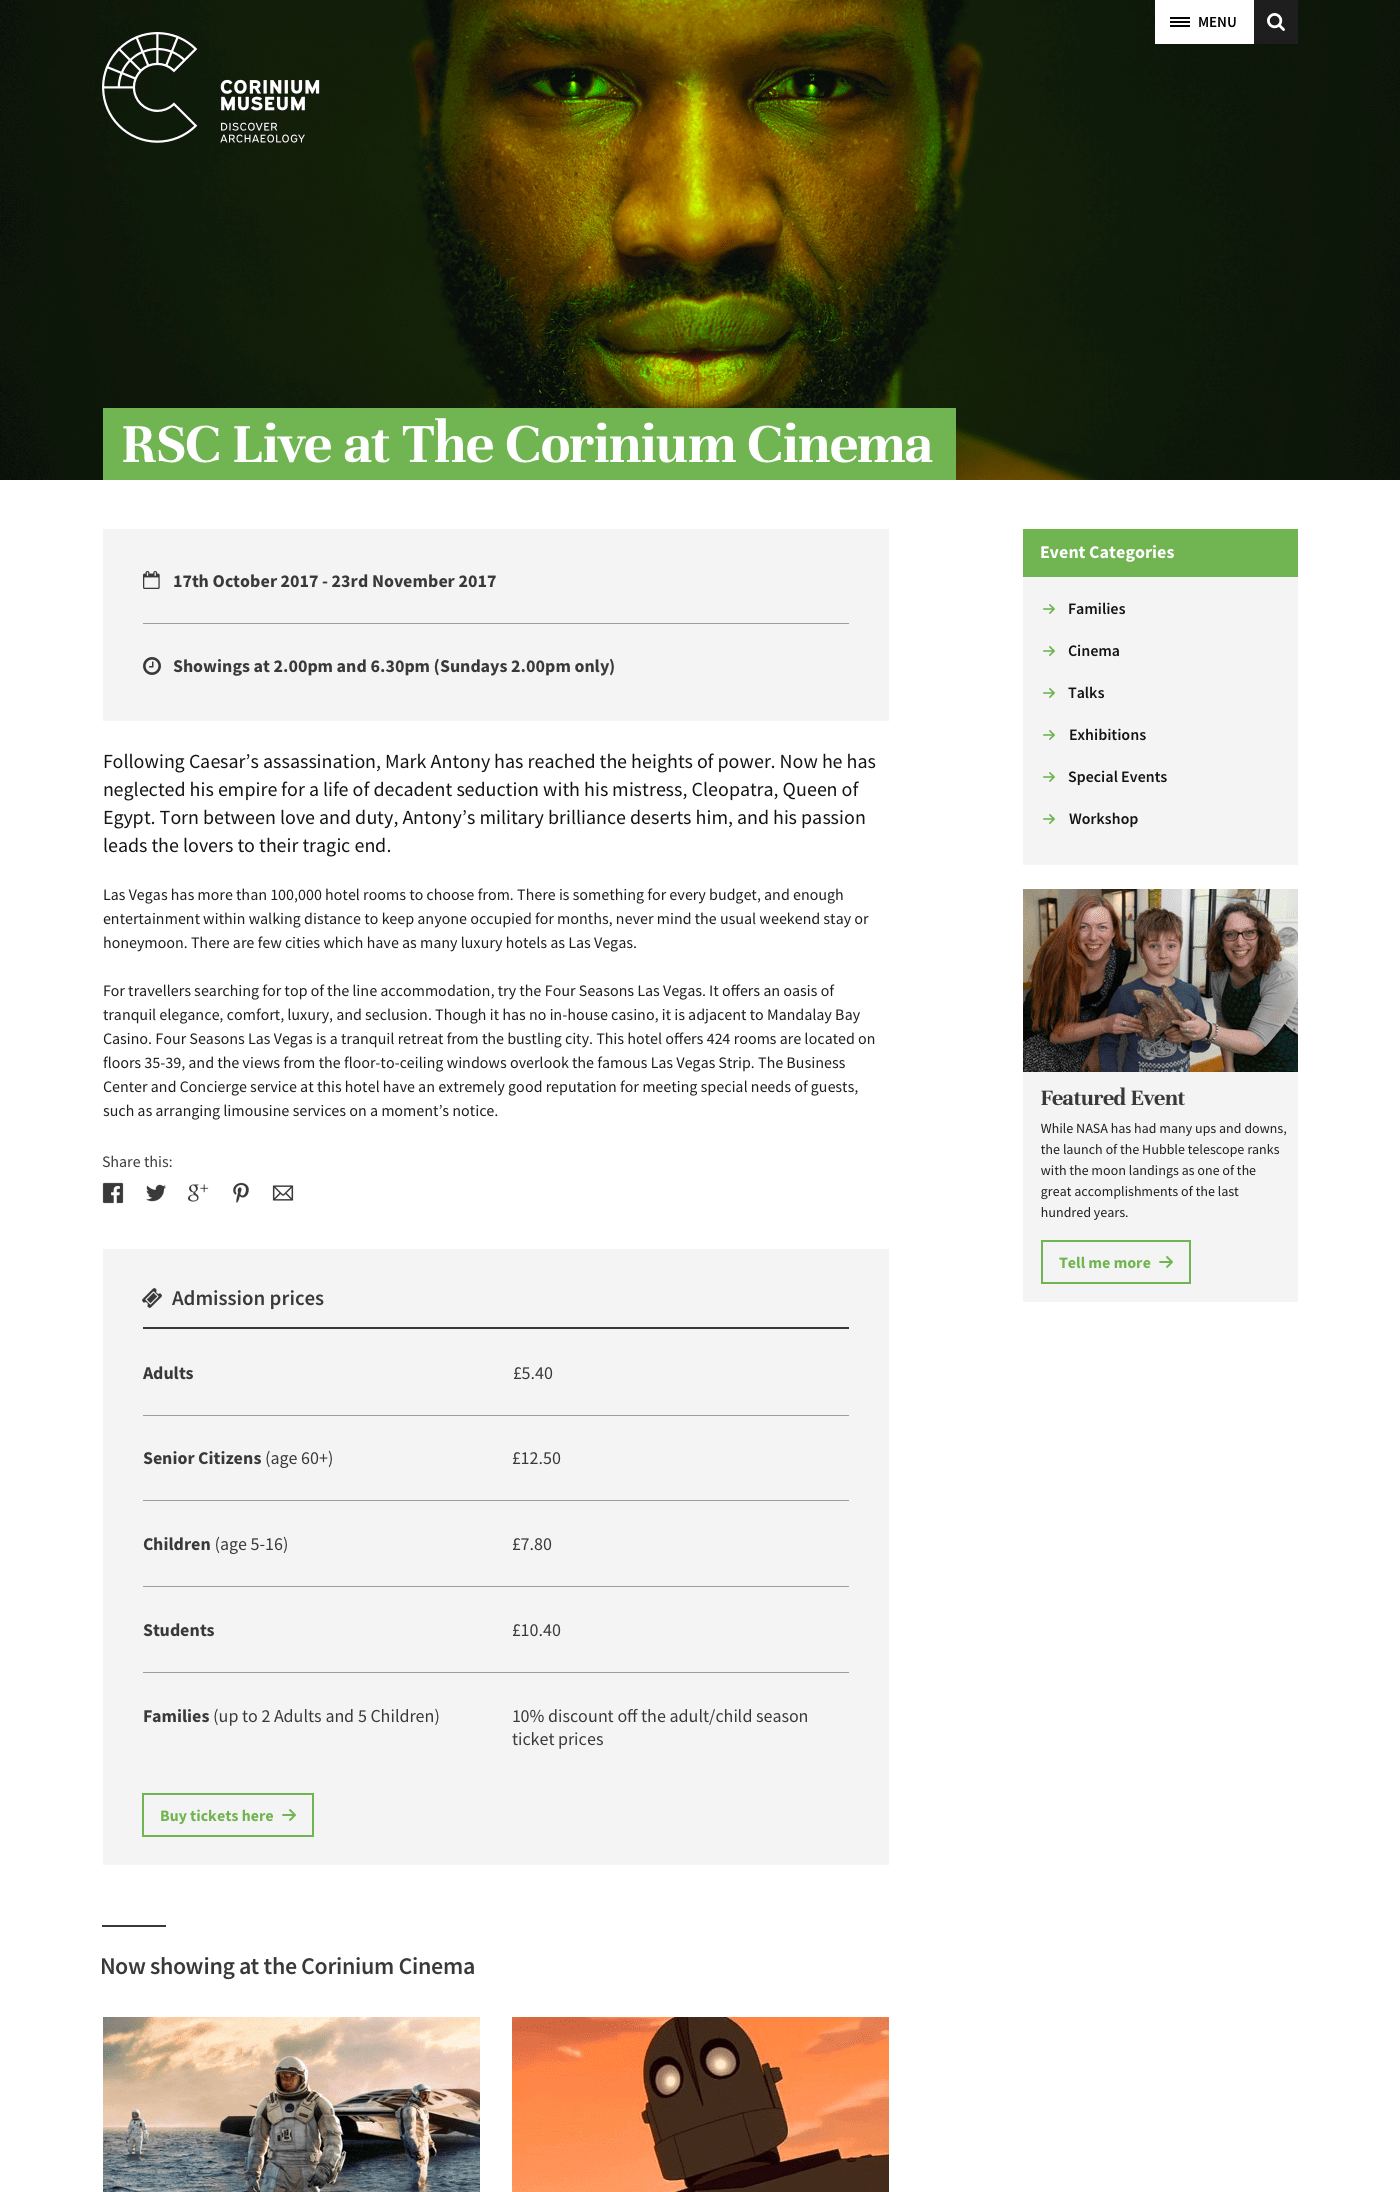 MENU
CORINIUM
MUSEUM
DISCOVER
ARCHAEOLOGY
RSC Live at The Corinium Cinema
17th October 2017 - 23rd November 2017
Showings at 2.00pm and 6.30pm (Sundays 2.00pm only)
Following Caesar’s assassination, Mark Antony has reached the heights of power. Now he has
neglected his empire for a life of decadent seduction with his mistress, Cleopatra, Queen of
Egypt. Torn between love and duty, Antony’s military brilliance deserts him, and his passion
leads the lovers to their tragic end.
Las Vegas has more than 100,000 hotel rooms to choose from. There is something for every budget, and enough
entertainment within walking distance to keep anyone occupied for months, never mind the usual weekend stay or
honeymoon. There are few cities which have as many luxury hotels as Las Vegas.
For travellers searching for top of the line accommodation, try the Four Seasons Las Vegas. It offers an oasis of
tranquil elegance, comfort, luxury, and seclusion. Though it has no in-house casino, it is adjacent to Mandalay Bay
Casino. Four Seasons Las Vegas is a tranquil retreat from the bustling city. This hotel offers 424 rooms are located on
floors 35-39, and the views from the floor-to-ceiling windows overlook the famous Las Vegas Strip. The Business
Center and Concierge service at this hotel have an extremely good reputation for meeting special needs of guests,
such as arranging limousine services on a moment’s notice.
Share this:
Admission prices
Adults £5.40
Senior Citizens (age 60+) £12.50
Children (age 5-16) £7.80
Students £10.40
Families (up to 2 Adults and 5 Children) 10% discount off the adult/child season
ticket prices
Buy tickets here
Now showing at the Corinium Cinema
Event Categories
Families
Cinema
Talks
Exhibitions
Special Events
Workshop
Featured Event
While NASA has had many ups and downs,
the launch of the Hubble telescope ranks
with the moon landings as one of the
great accomplishments of the last
hundred years.
Tell me more